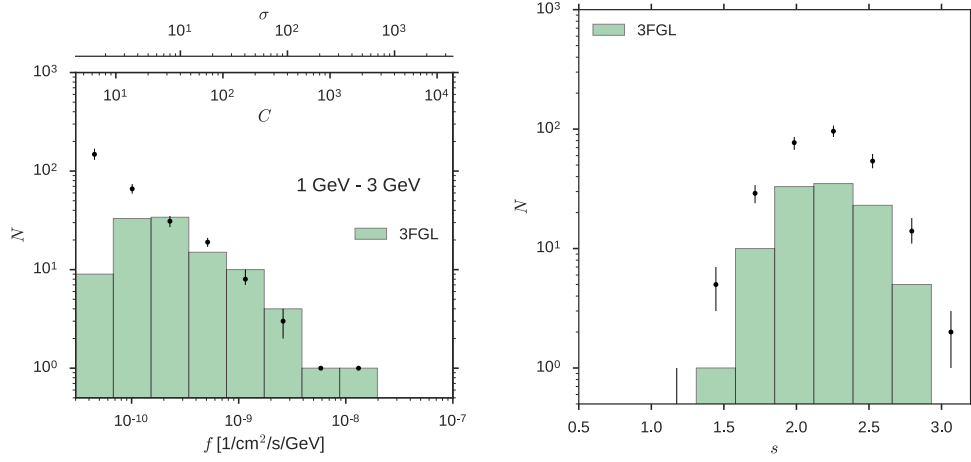 σ
10¹ 10² 10³
10³
10¹ 10² 10³ 10⁴
C
10²
1 GeV - 3 GeV
3FGL
N
10¹
10⁰
10⁻¹⁰ 10⁻⁹ 10⁻⁸ 10⁻⁷
f [1/cm²/s/GeV]
10³
3FGL
10²
N
10¹
10⁰
0.5 1.0 1.5 2.0 2.5 3.0
s